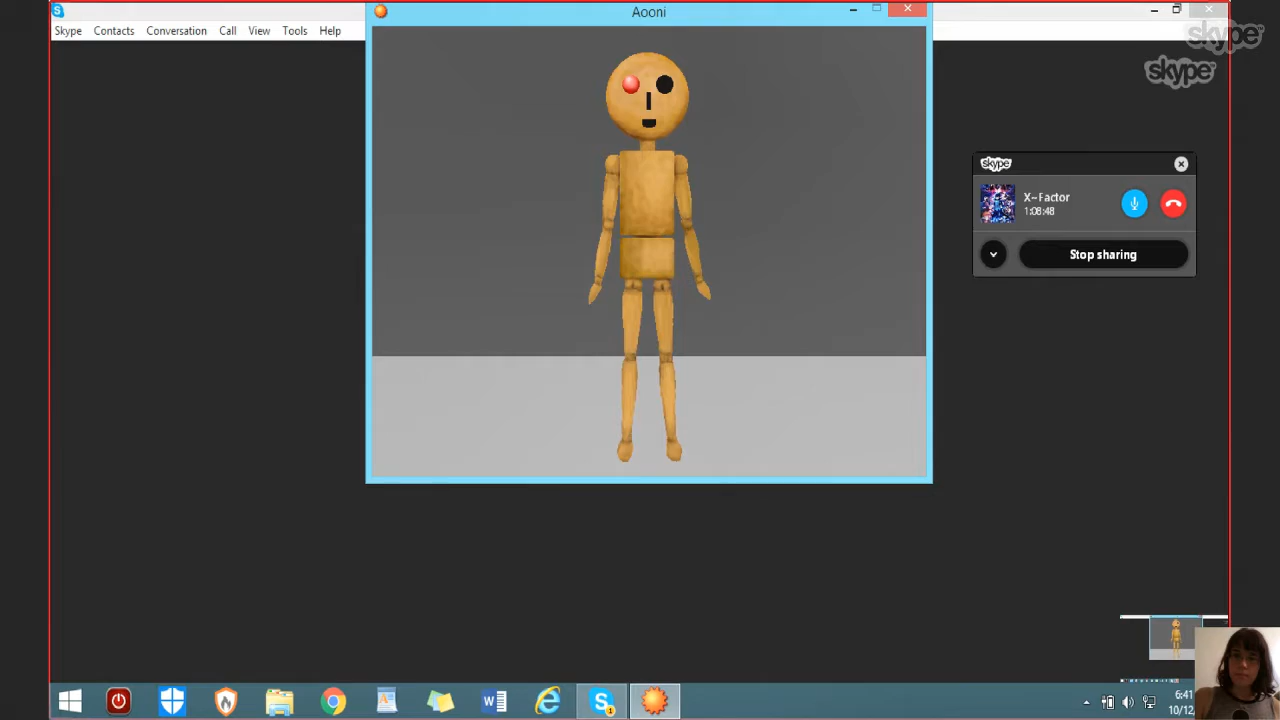 Aooni
Skype Contacts Conversation Call View Tools Help
skype
skype
skype
X~Factor
1:08:48
Stop sharing
1
6:41
10/12,